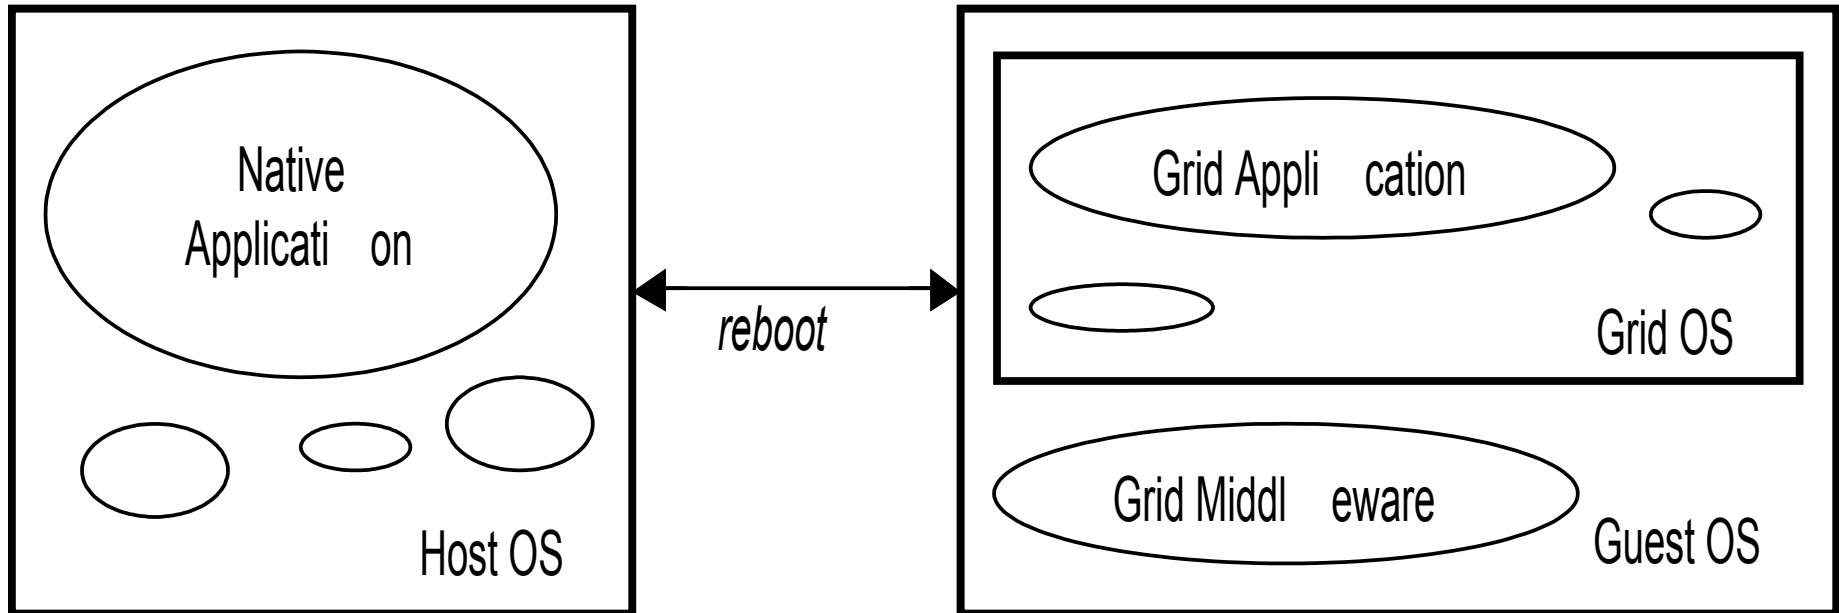 Native
Applicati on
Host OS
reboot
Grid Appli cation
Grid OS
Grid Middl eware
Guest OS